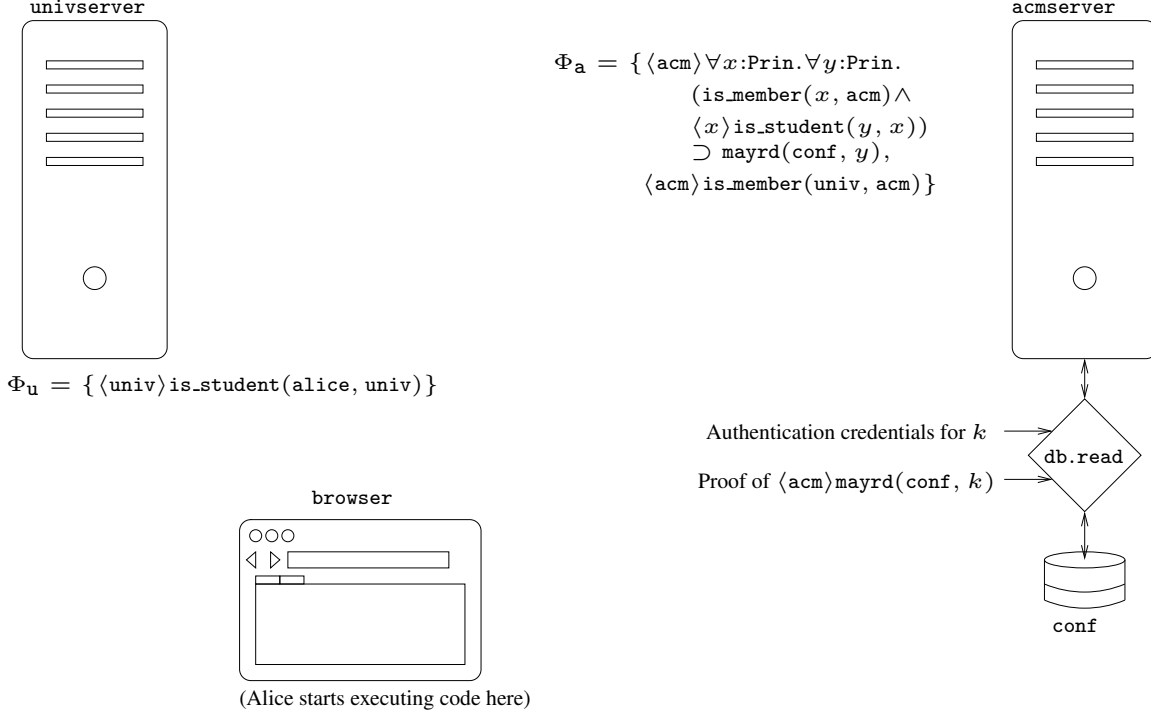 univserver
acmserver
Φa = {⟨acm⟩∀x:Prin.∀y:Prin.
(is_member(x, acm)∧
⟨x⟩is_student(y, x))
⊃ mayrd(conf, y),
⟨acm⟩is_member(univ, acm)}
Φu = {⟨univ⟩is_student(alice, univ)}
Authentication credentials for k
db.read
Proof of ⟨acm⟩mayrd(conf, k)
browser
conf
(Alice starts executing code here)